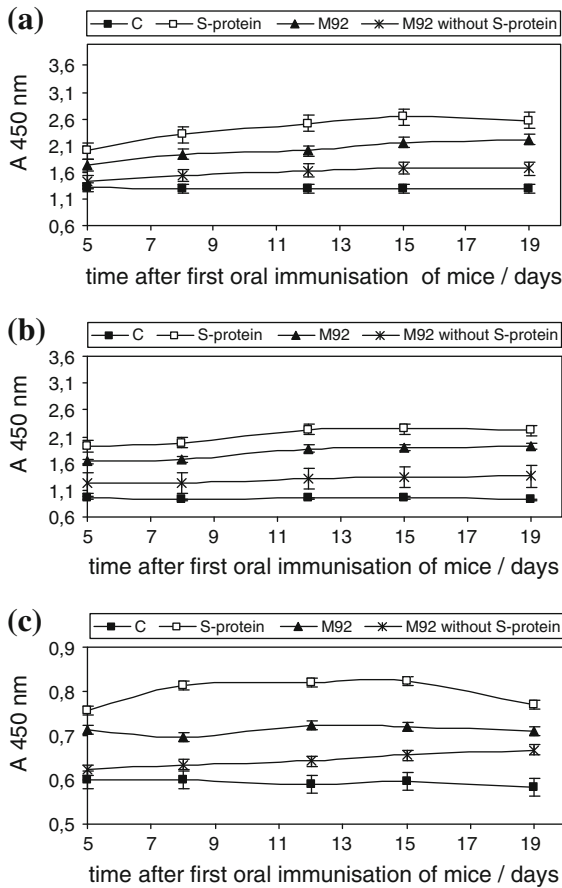 (a)
C S-protein M92 M92 without S-protein
A 450 nm
3,6
3,1
2,6
2,1
1,6
1,1
0,6
5 7 9 11 13 15 17 19
time after first oral immunisation of mice / days
(b)
C S-protein M92 M92 without S-protein
A 450 nm
3,6
3,1
2,6
2,1
1,6
1,1
0,6
5 7 9 11 13 15 17 19
time after first oral immunisation of mice / days
(c)
C S-protein M92 M92 without S-protein
A 450 nm
0,9
0,8
0,7
0,6
0,5
5 7 9 11 13 15 17 19
time after first oral immunisation of mice / days